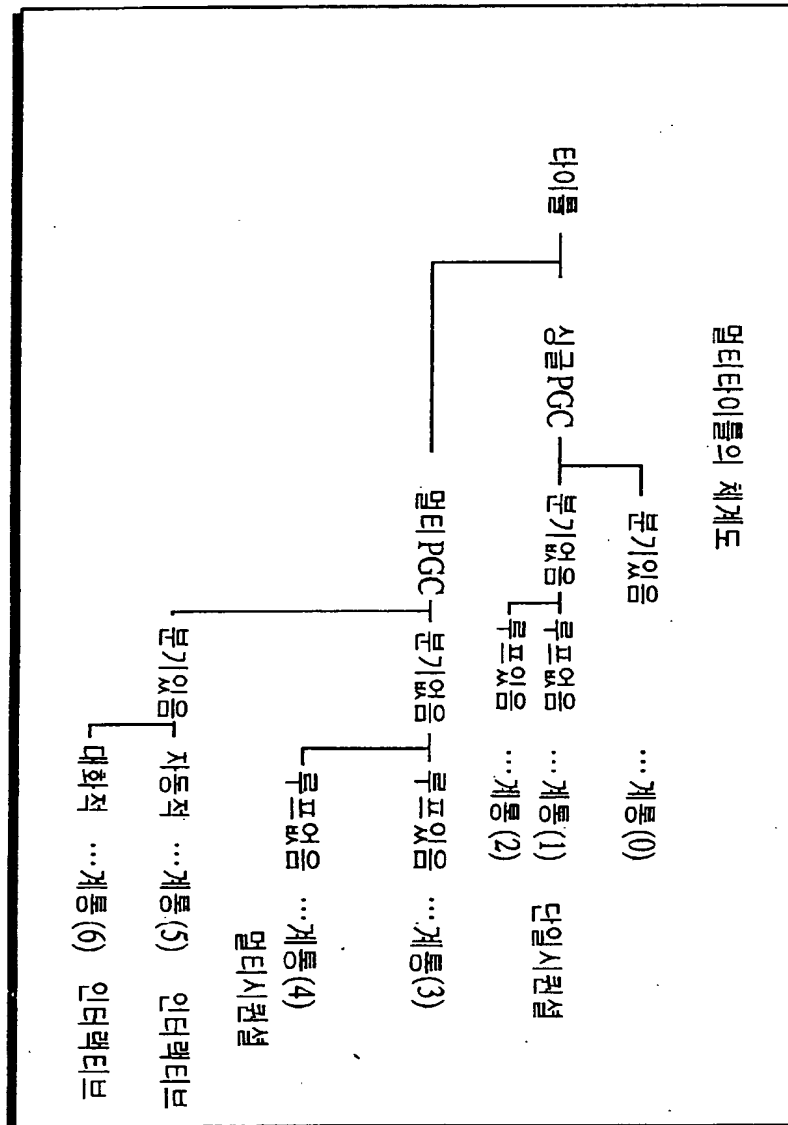 멀티타이틀의 체계도
분기있음 …계통(0)
타이틀 싱글PGC 분기없음 루프없음 …계통(1) 단일시퀀셜
루프있음 …계통(2)
멀티PGC 분기없음 루프있음 …계통(3)
루프없음 …계통(4)
멀티시퀀셜
분기있음 자동적 …계통(5) 인터랙티브
대화적 …계통(6) 인터랙티브